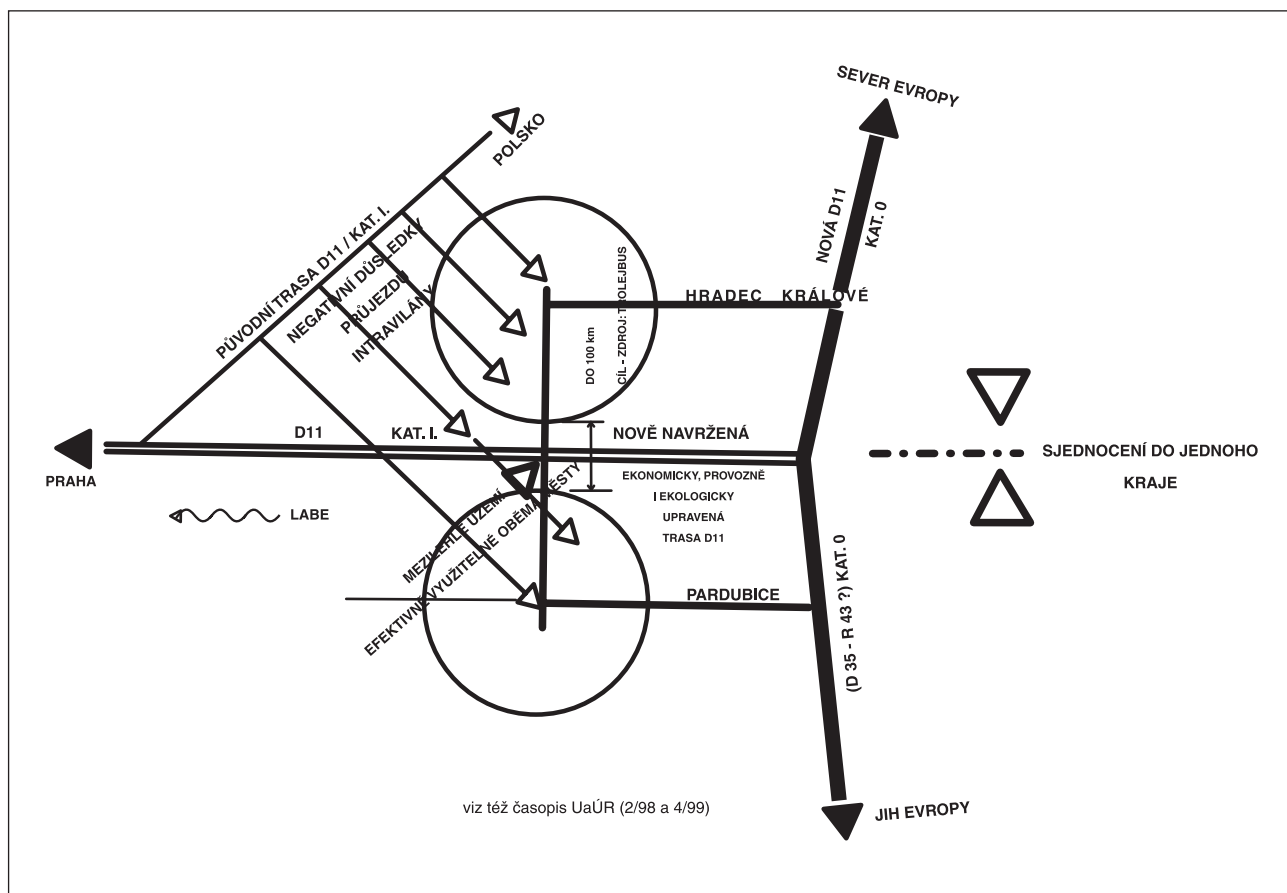 SEVER EVROPY
POLSKO
PŮVODNÍ TRASA D11 / KAT. I.
NEGATIVNÍ DŮSLEDKY
PRŮJEZDU
INTRAVILÁNY
NOVÁ D11
KAT. 0
HRADEC KRÁLOVÉ
DO 100 km
CÍL - ZDROJ: TROLEJBUS
D11 KAT. I.
NOVĚ NAVRŽENÁ
EKONOMICKY, PROVOZNĚ
I EKOLOGICKY
UPRAVENÁ
TRASA D11
SJEDNOCENÍ DO JEDNOHO
KRAJE
PRAHA
LABE
MEZILEHLÉ ÚZEMÍ
EFEKTIVNĚ VYUŽITELNÉ OBĚMA MĚSTY
PARDUBICE
(D 35 - R 43 ?) KAT. 0
JIH EVROPY
viz též časopis UaÚR (2/98 a 4/99)